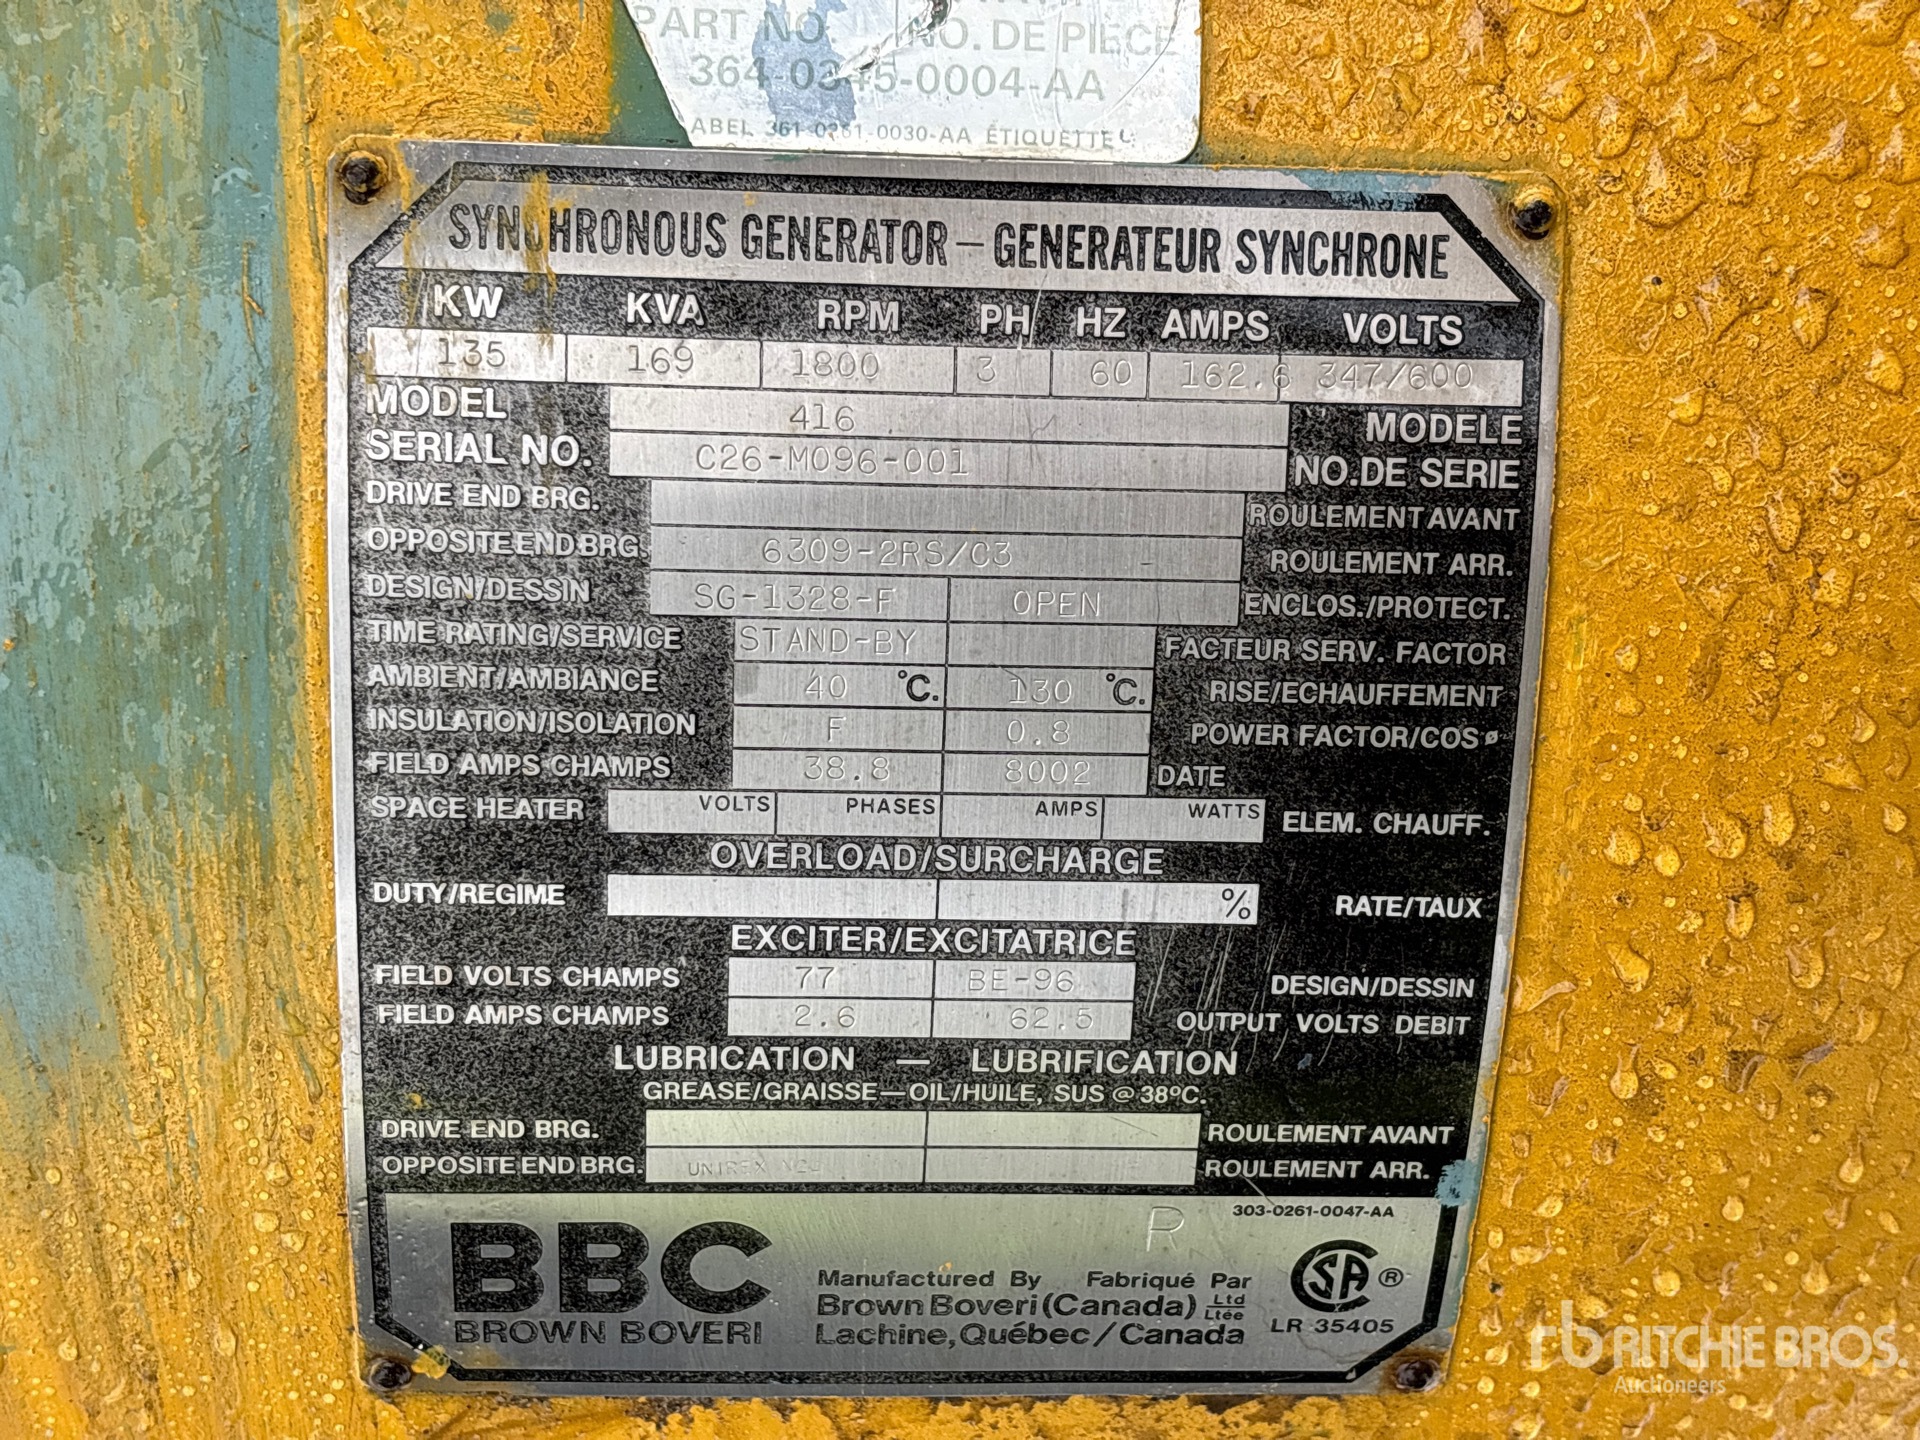 PART NO. NO. DE PIÈCE
364-0345-0004-AA
ABEL 361-0261-0030-AA ÉTIQUETTE
SYNCHRONOUS GENERATOR — GENERATEUR SYNCHRONE
KW KVA RPM PH HZ AMPS VOLTS
135 169 1800 3 60 162.6 347/600
MODEL 416 MODELE
SERIAL NO. C26-M096-001 NO.DE SERIE
DRIVE END BRG. ROULEMENT AVANT
OPPOSITE END BRG. 6309-2RS/C3 ROULEMENT ARR.
DESIGN/DESSIN SG-1328-F OPEN ENCLOS./PROTECT.
TIME RATING/SERVICE STAND-BY FACTEUR SERV. FACTOR
AMBIENT/AMBIANCE 40 °C. 130 °C. RISE/ECHAUFFEMENT
INSULATION/ISOLATION F 0.8 POWER FACTOR/COS ø
FIELD AMPS CHAMPS 38.8 8002 DATE
SPACE HEATER VOLTS PHASES AMPS WATTS ELEM. CHAUFF.
OVERLOAD/SURCHARGE
DUTY/REGIME % RATE/TAUX
EXCITER/EXCITATRICE
FIELD VOLTS CHAMPS 77 BE-96 DESIGN/DESSIN
FIELD AMPS CHAMPS 2.6 62.5 OUTPUT VOLTS DEBIT
LUBRICATION — LUBRIFICATION
GREASE/GRAISSE—OIL/HUILE, SUS @ 38ºC.
DRIVE END BRG. ROULEMENT AVANT
OPPOSITE END BRG. UNIREX ROULEMENT ARR.
R 303-0261-0047-AA
BBC
BROWN BOVERI
Manufactured By Fabriqué Par
Brown Boveri (Canada) Ltd Ltée
Lachine, Québec/Canada
SA ®
LR 35405
rb RITCHIE BROS.
Auctioneers